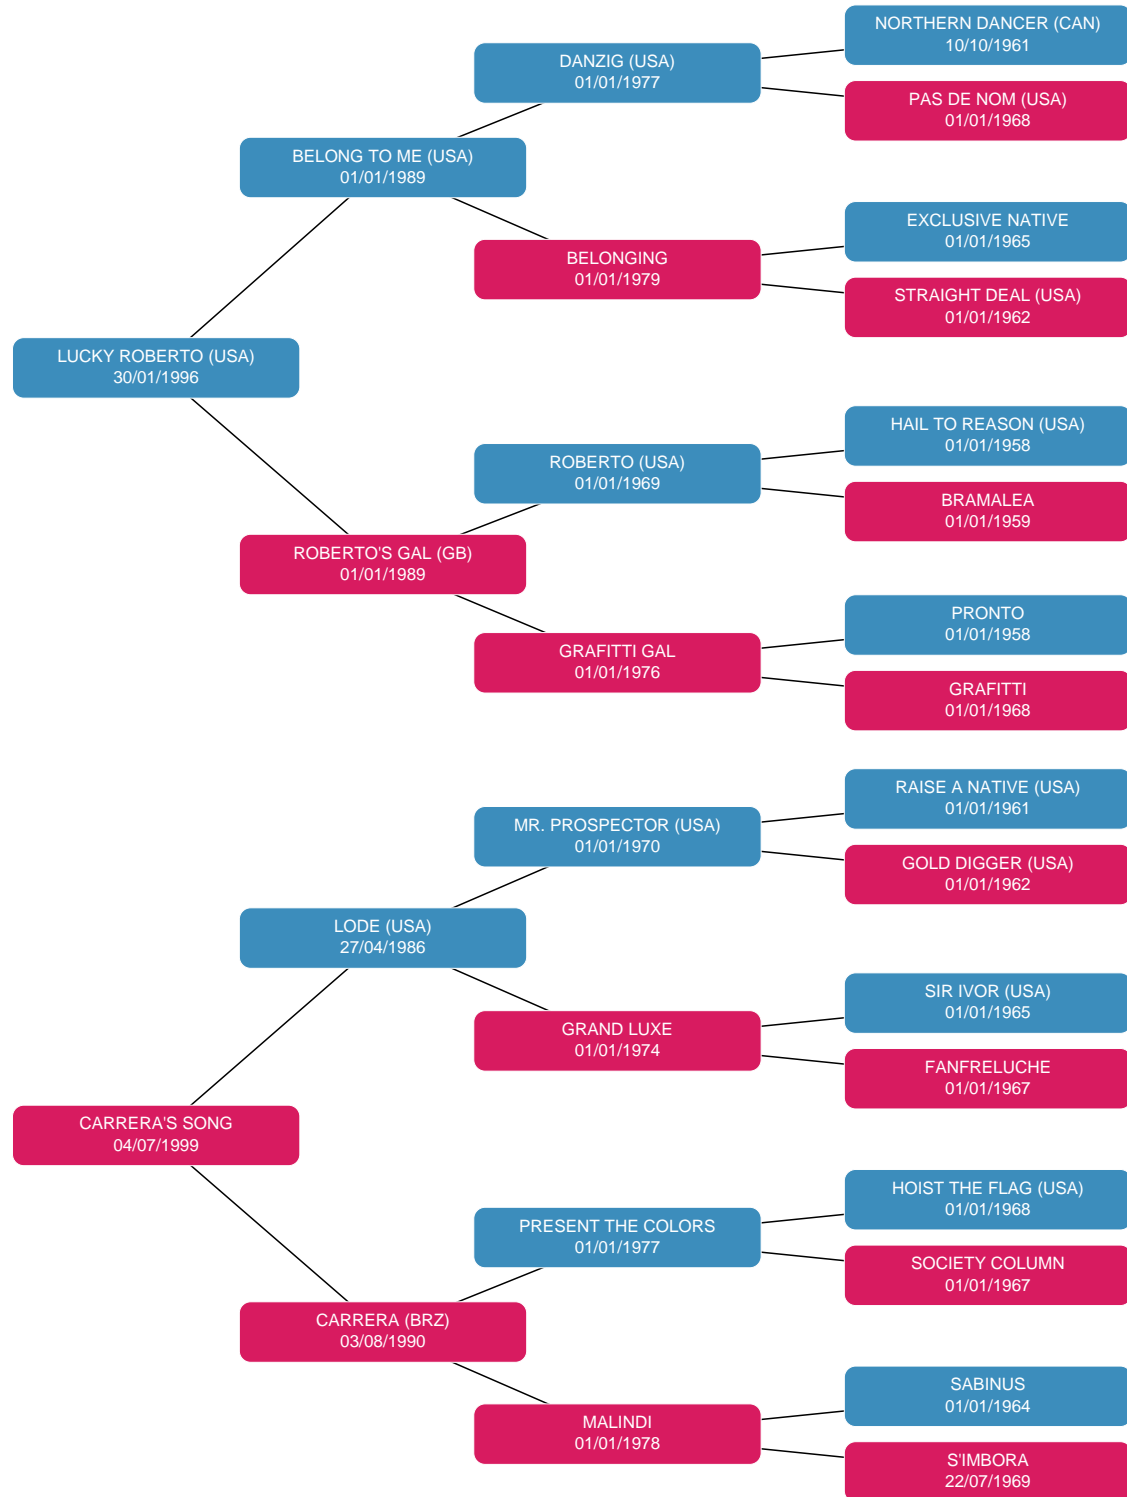 NORTHERN DANCER (CAN)
10/10/1961
DANZIG (USA)
01/01/1977
PAS DE NOM (USA)
01/01/1968
BELONG TO ME (USA)
01/01/1989
EXCLUSIVE NATIVE
01/01/1965
BELONGING
01/01/1979
STRAIGHT DEAL (USA)
01/01/1962
LUCKY ROBERTO (USA)
30/01/1996
HAIL TO REASON (USA)
01/01/1958
ROBERTO (USA)
01/01/1969
BRAMALEA
01/01/1959
ROBERTO'S GAL (GB)
01/01/1989
PRONTO
01/01/1958
GRAFITTI GAL
01/01/1976
GRAFITTI
01/01/1968
RAISE A NATIVE (USA)
01/01/1961
MR. PROSPECTOR (USA)
01/01/1970
GOLD DIGGER (USA)
01/01/1962
LODE (USA)
27/04/1986
SIR IVOR (USA)
01/01/1965
GRAND LUXE
01/01/1974
FANFRELUCHE
01/01/1967
CARRERA'S SONG
04/07/1999
HOIST THE FLAG (USA)
01/01/1968
PRESENT THE COLORS
01/01/1977
SOCIETY COLUMN
01/01/1967
CARRERA (BRZ)
03/08/1990
SABINUS
01/01/1964
MALINDI
01/01/1978
S'IMBORA
22/07/1969